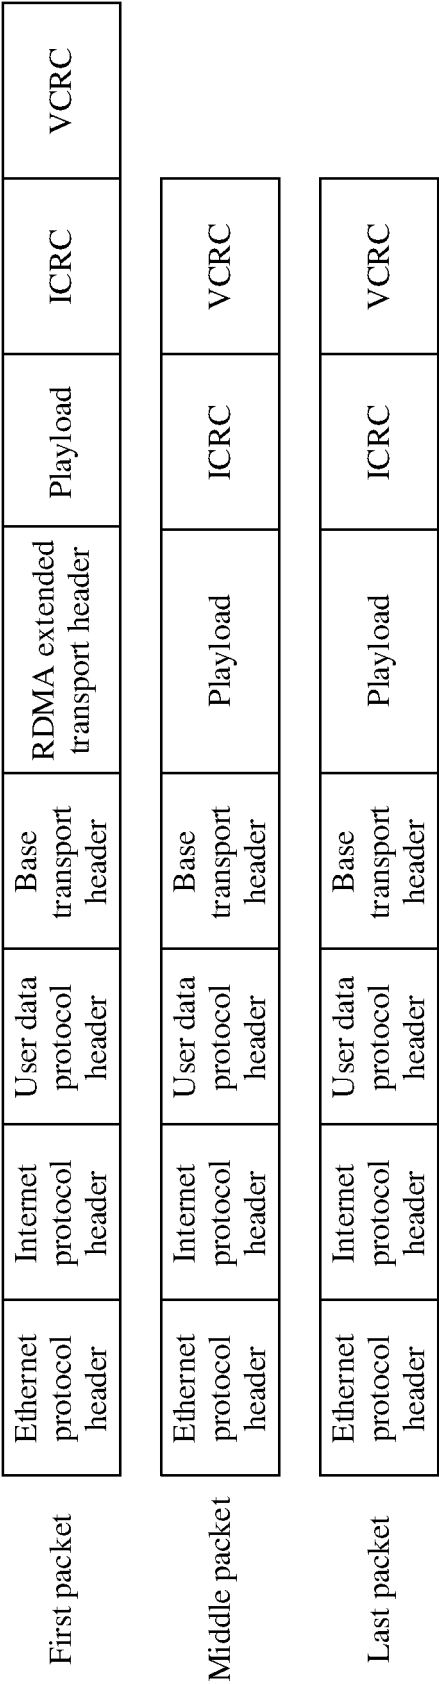 First packet
Ethernet
protocol
header
Internet
protocol
header
User data
protocol
header
Base
transport
header
RDMA extended
transport header
Playload
ICRC
VCRC
Middle packet
Ethernet
protocol
header
Internet
protocol
header
User data
protocol
header
Base
transport
header
Playload
ICRC
VCRC
Last packet
Ethernet
protocol
header
Internet
protocol
header
User data
protocol
header
Base
transport
header
Playload
ICRC
VCRC